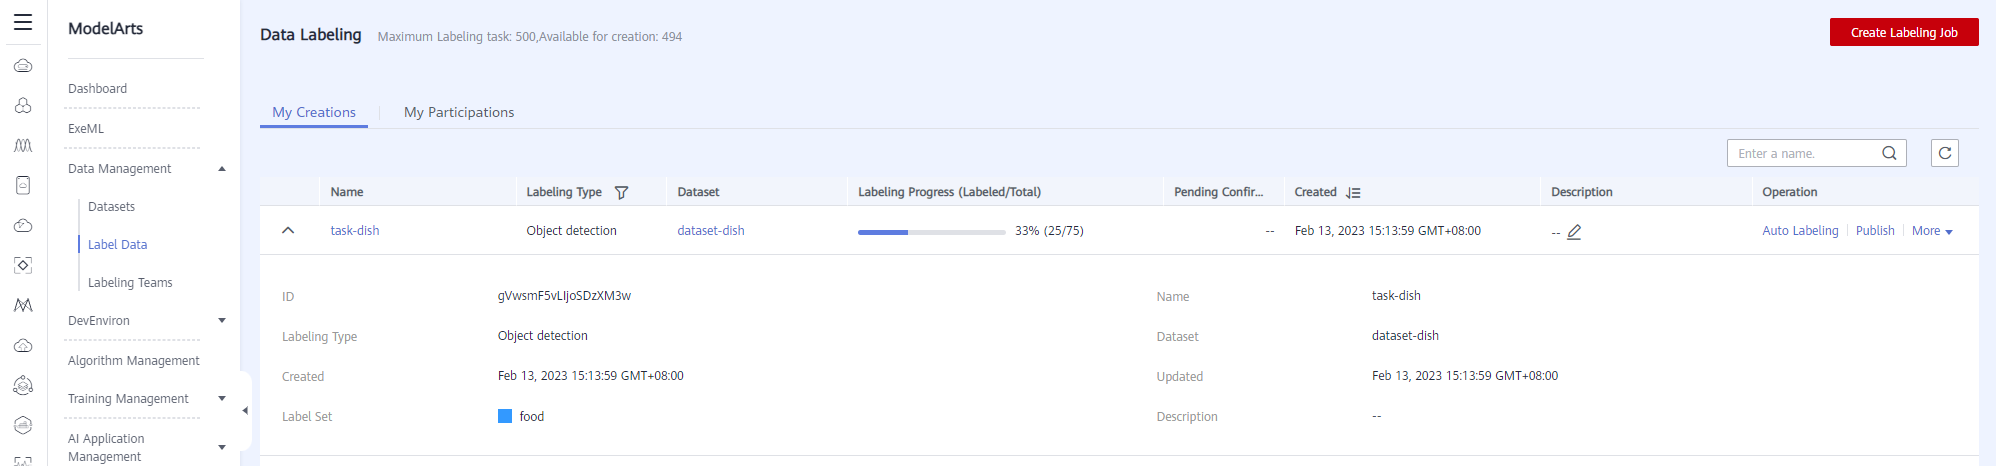 ModelArts
Dashboard
ExeML
Data Management
Datasets
Label Data
Labeling Teams
DevEnviron
Algorithm Management
Training Management
AI Application
Management
Data Labeling Maximum Labeling task: 500,Available for creation: 494
Create Labeling Job
My Creations My Participations
Enter a name.
Name Labeling Type Dataset Labeling Progress (Labeled/Total) Pending Confir... Created Description Operation
task-dish Object detection dataset-dish 33% (25/75) -- Feb 13, 2023 15:13:59 GMT+08:00 -- Auto Labeling Publish More
ID gVwsmF5vLIjoSDzXM3w Name task-dish
Labeling Type Object detection Dataset dataset-dish
Created Feb 13, 2023 15:13:59 GMT+08:00 Updated Feb 13, 2023 15:13:59 GMT+08:00
Label Set food Description --